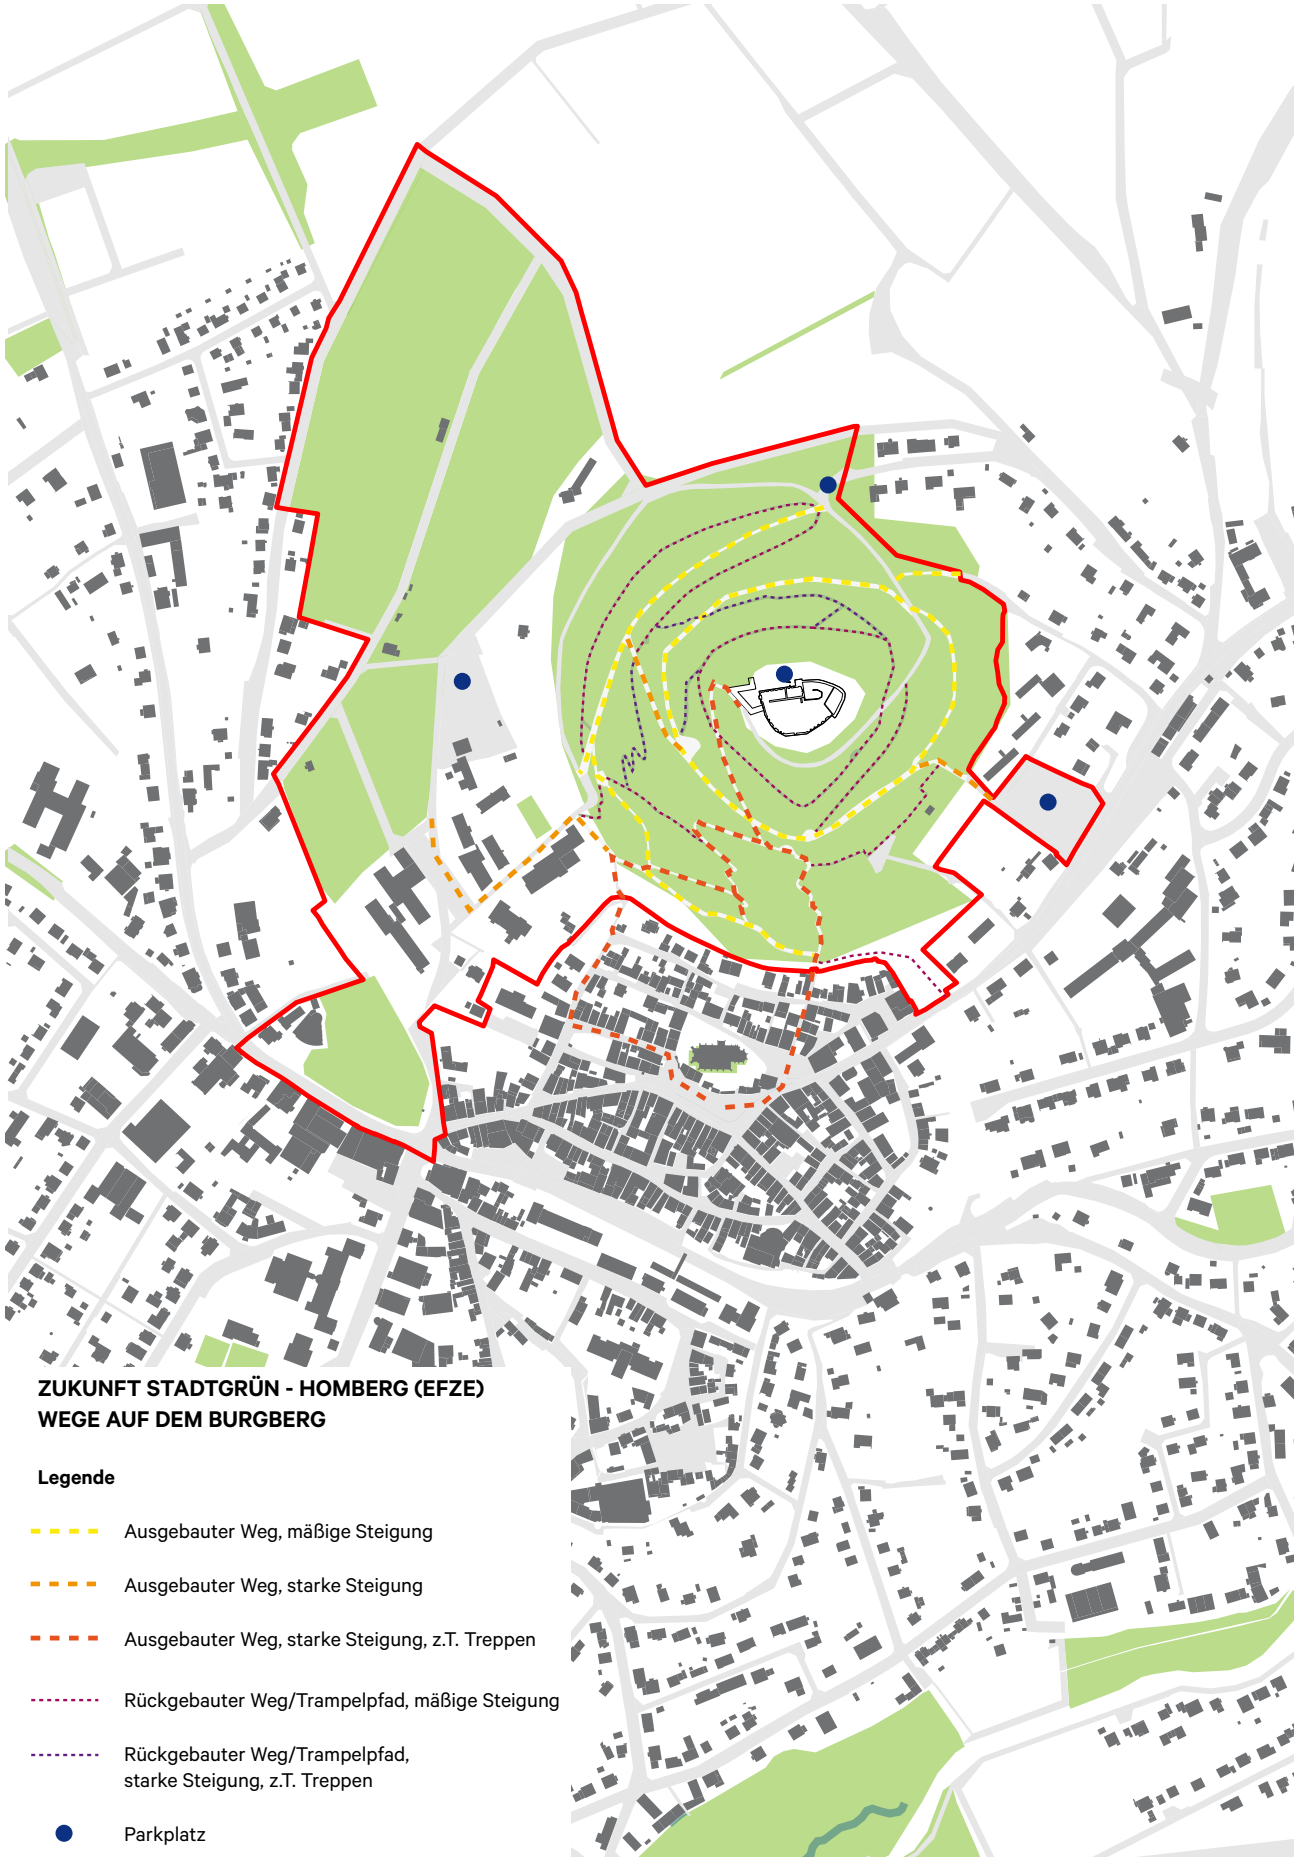 ZUKUNFT STADTGRÜN - HOMBERG (EFZE)
WEGE AUF DEM BURGBERG
Legende
Ausgebauter Weg, mäßige Steigung
Ausgebauter Weg, starke Steigung
Ausgebauter Weg, starke Steigung, z.T. Treppen
Rückgebauter Weg/Trampelpfad, mäßige Steigung
Rückgebauter Weg/Trampelpfad,
starke Steigung, z.T. Treppen
Parkplatz